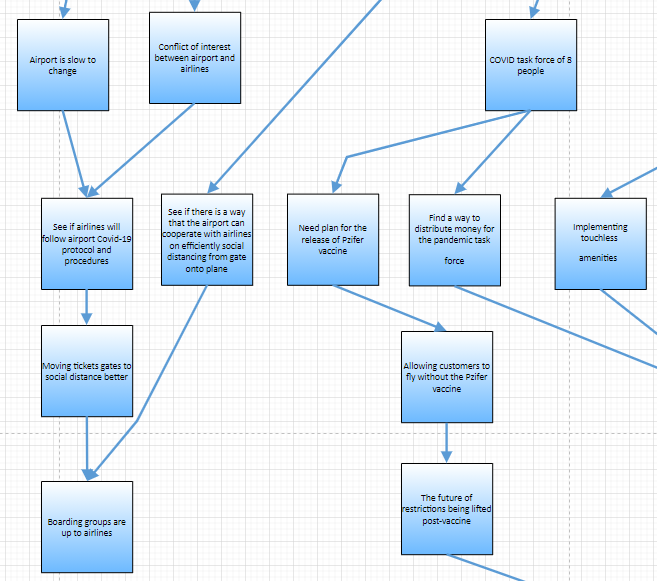 Airport is slow to
change
Conflict of interest
between airport and
airlines
COVID task force of 8
people
See if airlines will
follow airport Covid-19
protocol and
procedures
See if there is a way
that the airport can
cooperate with airlines
on efficiently social
distancing from gate
onto plane
Need plan for the
release of Pzifer
vaccine
Find a way to
distribute money for
the pandemic task
force
Implementing
touchless
amenities
Moving tickets gates to
social distance better
Allowing customers to
fly without the Pzifer
vaccine
Boarding groups are
up to airlines
The future of
restrictions being lifted
post-vaccine